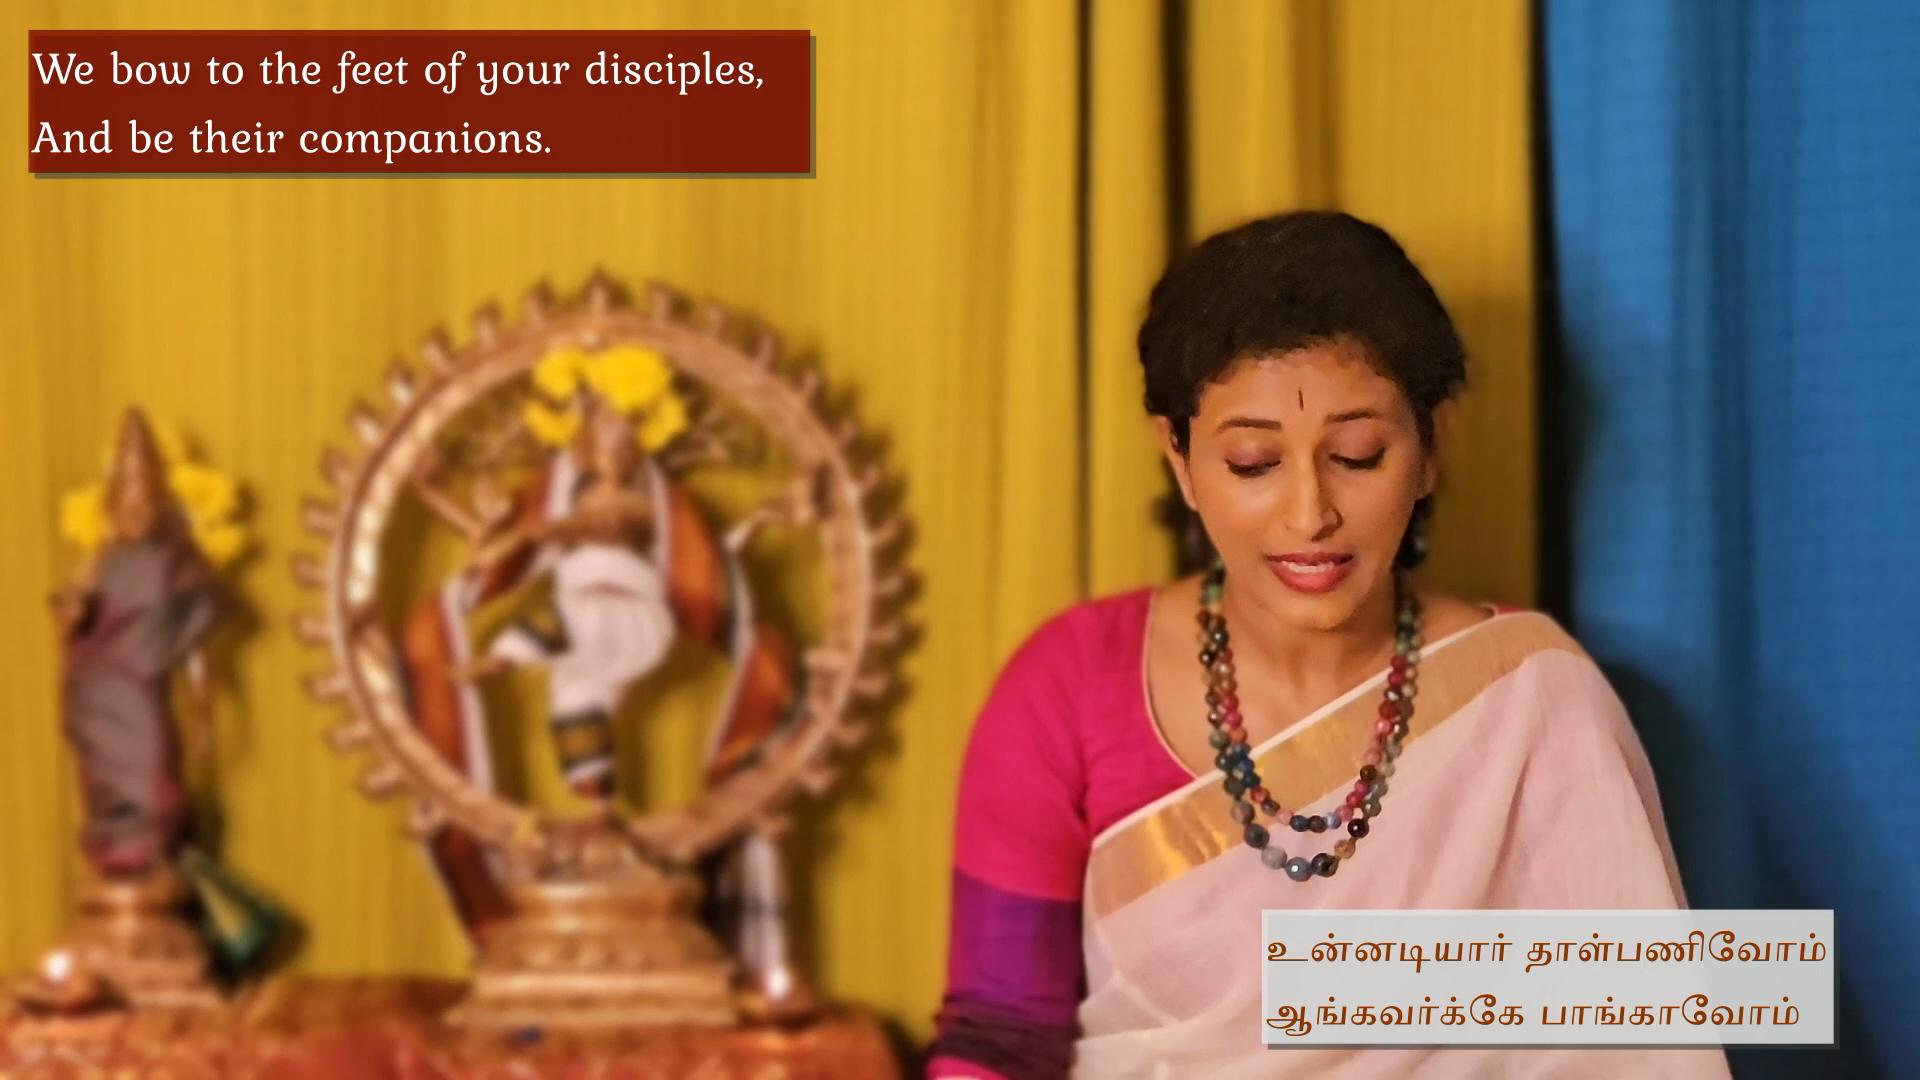 We bow to the feet of your disciples,
And be their companions.
உன்னடியார் தாள்பணிவோம்
ஆங்கவர்க்கே பாங்காவோம்